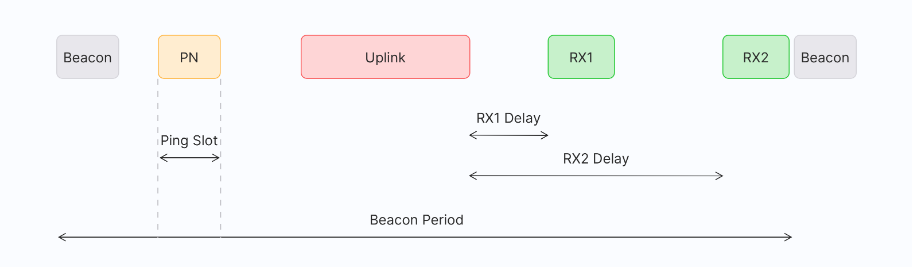 Beacon
PN
Uplink
RX1
RX2
Beacon
RX1 Delay
Ping Slot
RX2 Delay
Beacon Period